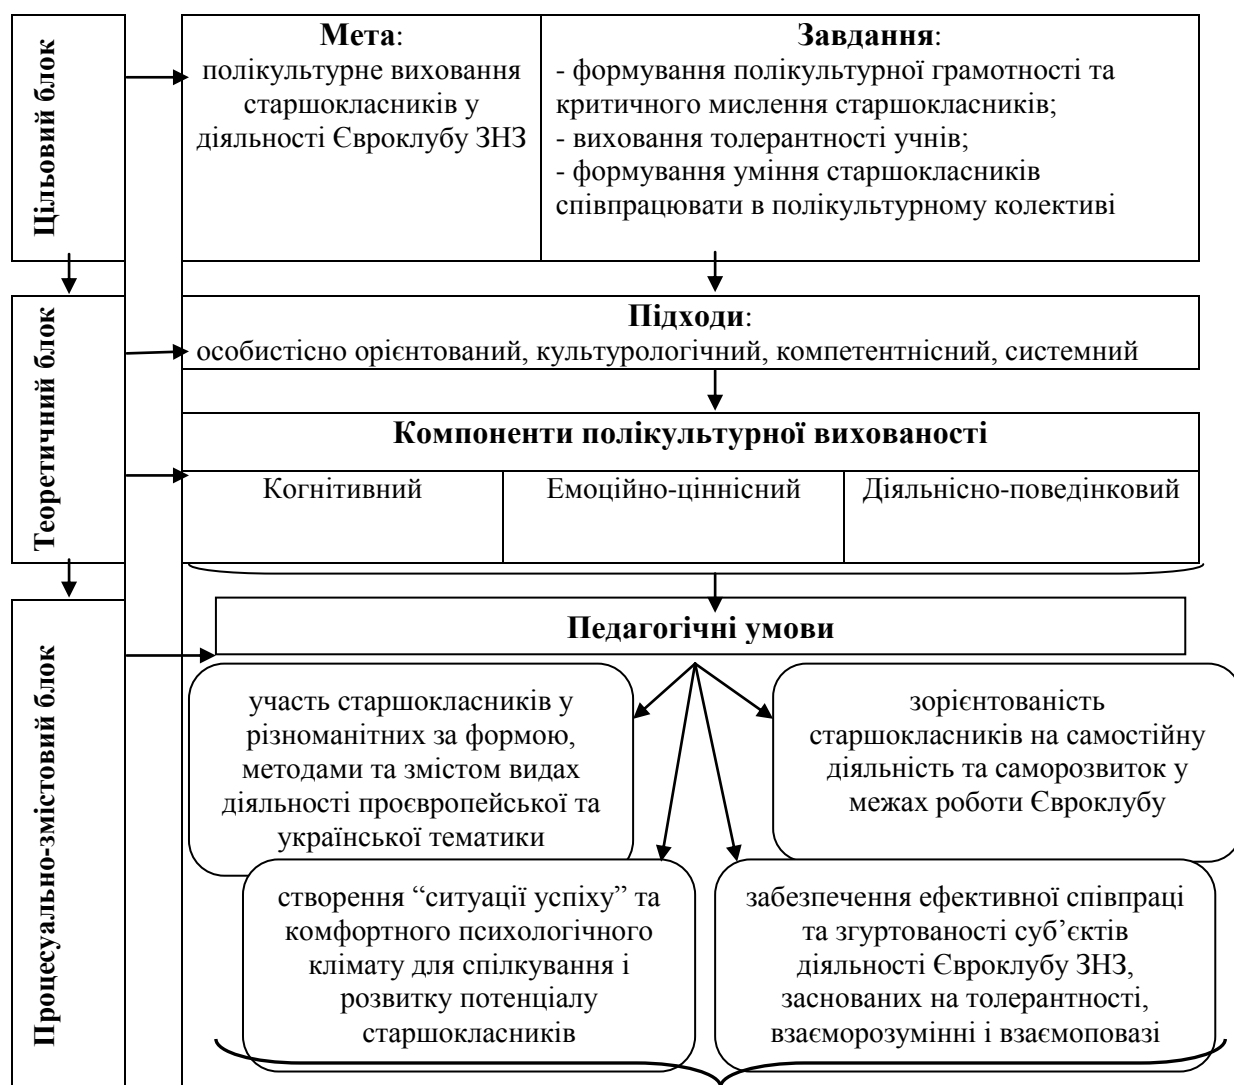 Цільовий блок
Мета:
полікультурне виховання
старшокласників у
діяльності Євроклубу ЗНЗ
Завдання:
- формування полікультурної грамотності та
критичного мислення старшокласників;
- виховання толерантності учнів;
- формування уміння старшокласників
співпрацювати в полікультурному колективі
Теоретичний блок
Підходи:
особистісно орієнтований, культурологічний, компетентнісний, системний
Компоненти полікультурної вихованості
Когнітивний
Емоційно-ціннісний
Діяльнісно-поведінковий
Процесуально-змістовий блок
Педагогічні умови
участь старшокласників у
різноманітних за формою,
методами та змістом видах
діяльності проєвропейської та
української тематики
зорієнтованість
старшокласників на самостійну
діяльність та саморозвиток у
межах роботи Євроклубу
створення “ситуації успіху” та
комфортного психологічного
клімату для спілкування і
розвитку потенціалу
старшокласників
забезпечення ефективної співпраці
та згуртованості суб’єктів
діяльності Євроклубу ЗНЗ,
заснованих на толерантності,
взаєморозумінні і взаємоповазі